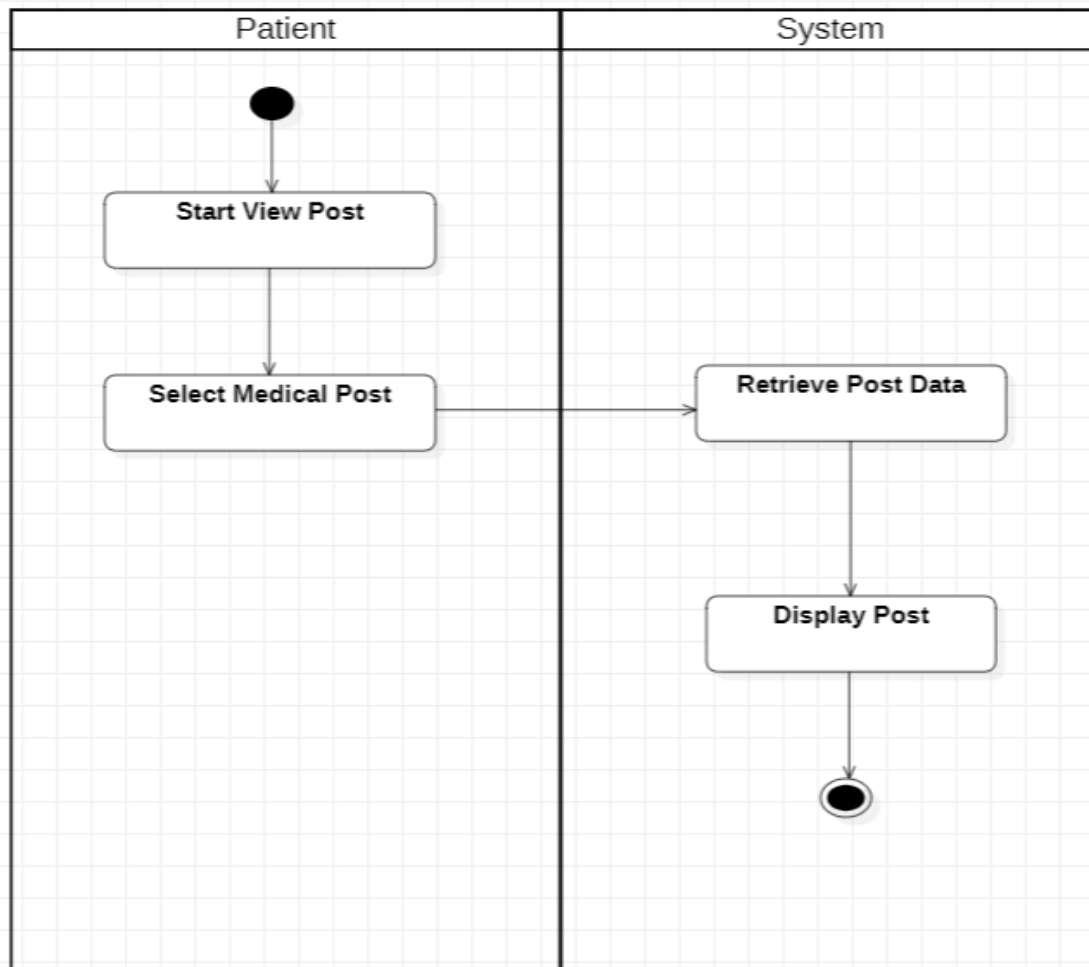 Patient
System
Start View Post
Select Medical Post
Retrieve Post Data
Display Post